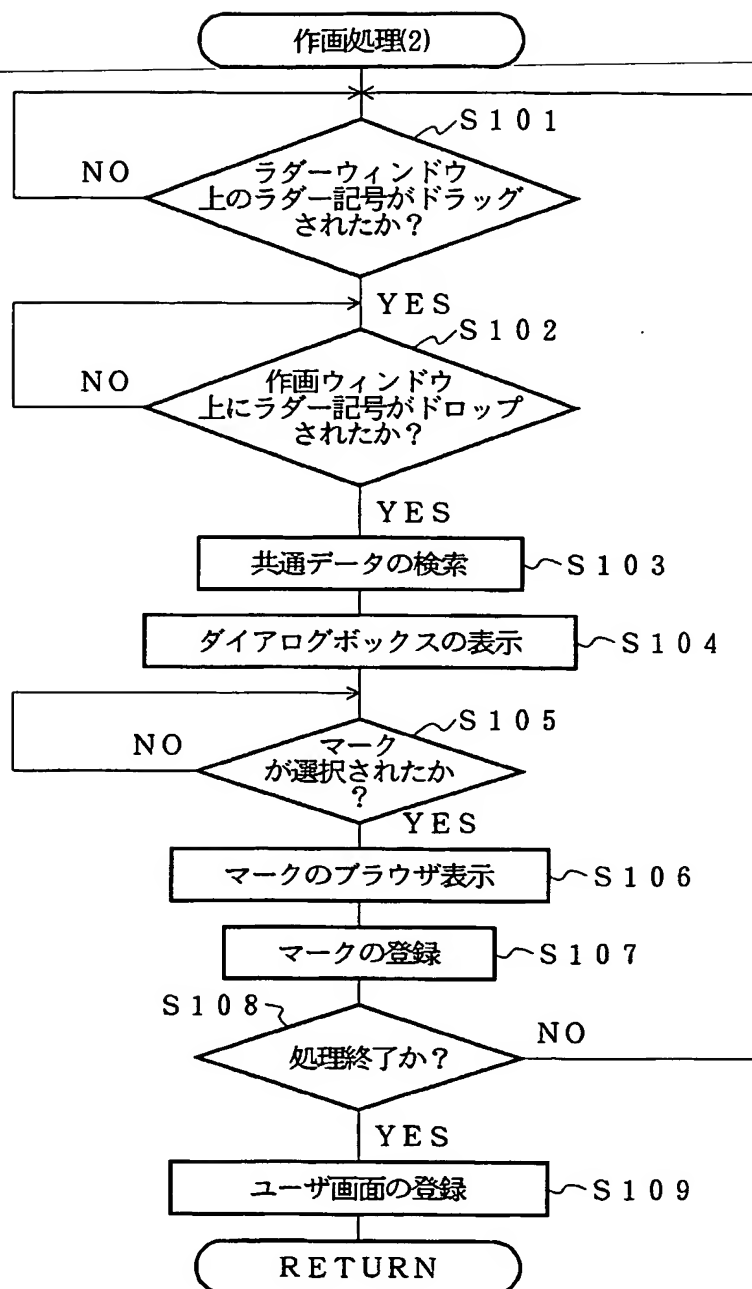 作画処理(2)
S101
NO
ラダーウィンドウ
上のラダー記号がドラッグ
されたか？
YES
S102
NO
作画ウィンドウ
上にラダー記号がドロップ
されたか？
YES
共通データの検索
S103
ダイアログボックスの表示
S104
S105
NO
マーク
が選択されたか
？
YES
マークのブラウザ表示
S106
マークの登録
S107
S108
NO
処理終了か？
YES
ユーザ画面の登録
S109
RETURN